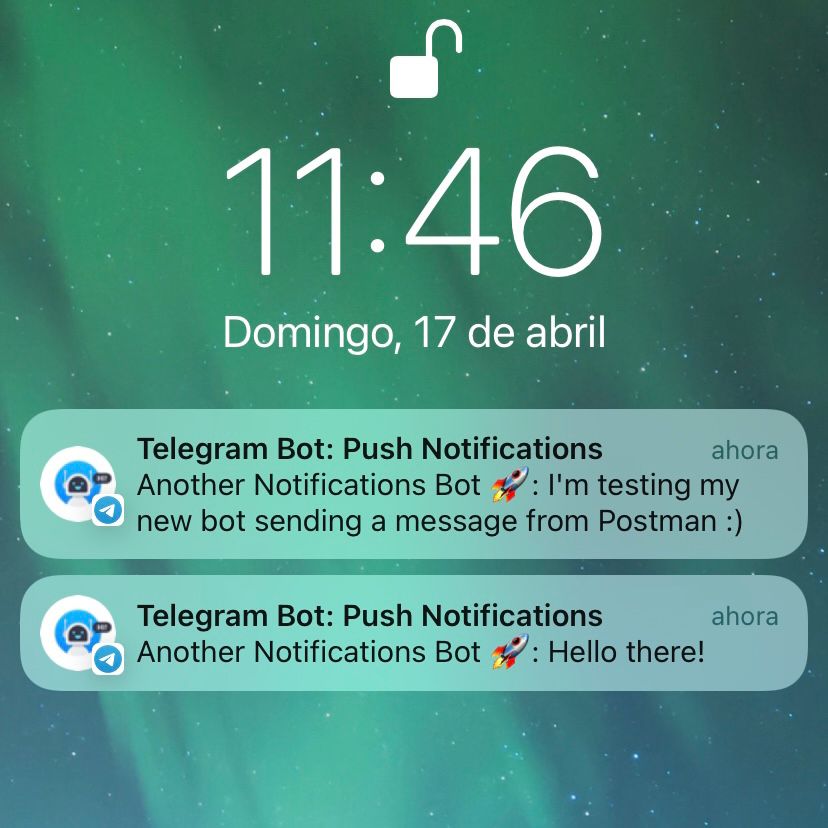 11:46
Domingo, 17 de abril
Telegram Bot: Push Notifications ahora
Another Notifications Bot 🚀: I'm testing my
new bot sending a message from Postman :)
Telegram Bot: Push Notifications ahora
Another Notifications Bot 🚀: Hello there!